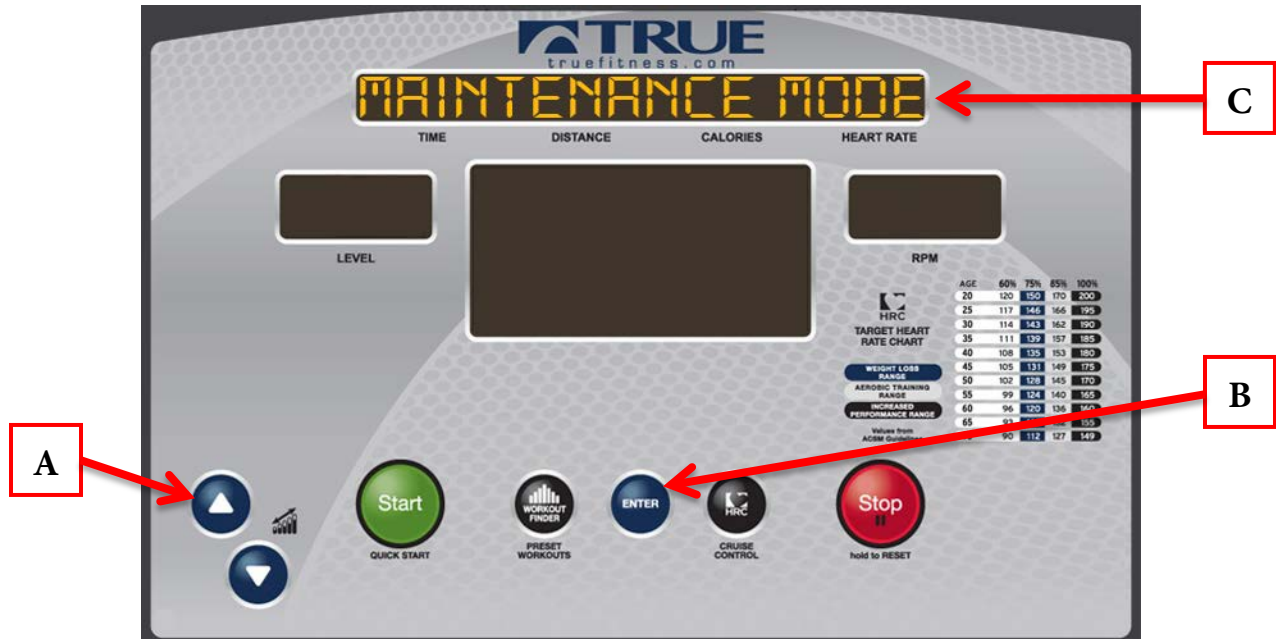 TRUE
truefitness.com
MAINTENANCE MODE
C
TIME DISTANCE CALORIES HEART RATE
LEVEL
RPM
HRC
TARGET HEART
RATE CHART
WEIGHT LOSS
RANGE
AEROBIC TRAINING
RANGE
INCREASED
PERFORMANCE RANGE
Values from
ACSM Guidelines
AGE 60% 75% 85% 100%
20 120 150 170 200
25 117 146 166 195
30 114 143 162 190
35 111 139 157 185
40 108 135 153 180
45 105 131 149 175
50 102 128 145 170
55 99 124 140 165
60 96 120 136 160
65 93 155
90 112 127 149
B
A
Start
QUICK START
WORKOUT
FINDER
PRESET
WORKOUTS
ENTER
HRC
CRUISE
CONTROL
Stop
hold to RESET